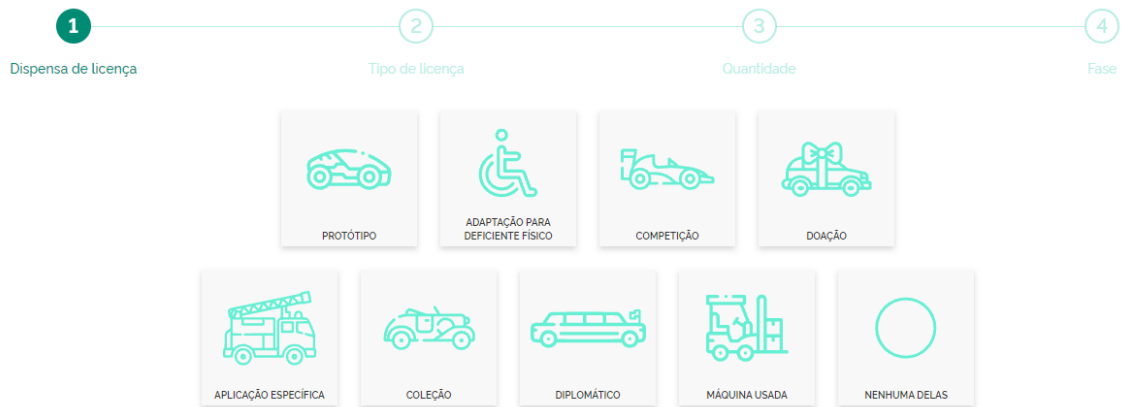 1
2
3
4
Dispensa de licença
Tipo de licença
Quantidade
Fase
PROTÓTIPO
ADAPTAÇÃO PARA
DEFICIENTE FÍSICO
COMPETIÇÃO
DOAÇÃO
APLICAÇÃO ESPECÍFICA
COLEÇÃO
DIPLOMÁTICO
MÁQUINA USADA
NENHUMA DELAS